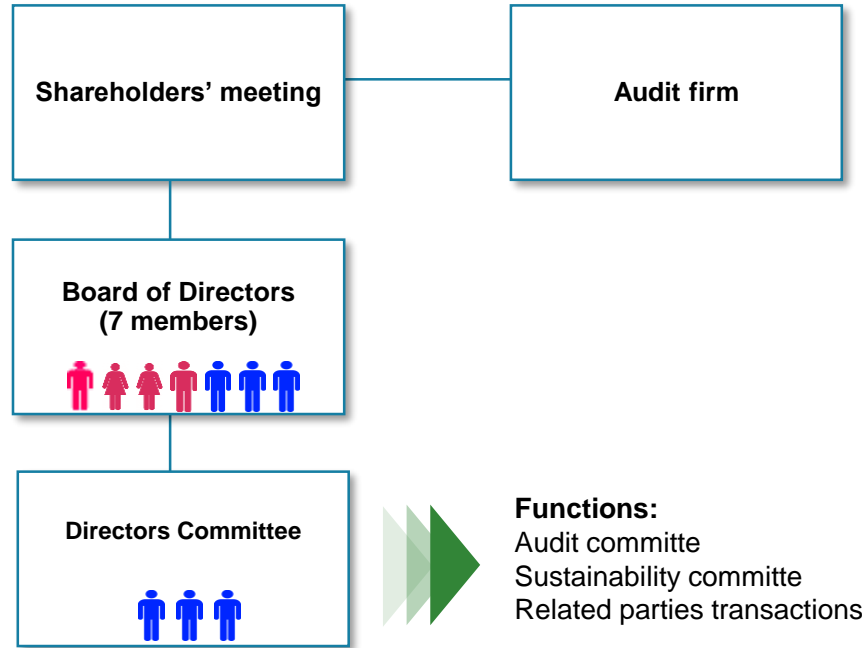 Shareholders’ meeting
Audit firm
Board of Directors
(7 members)
Directors Committee
Functions:
Audit committe
Sustainability committe
Related parties transactions